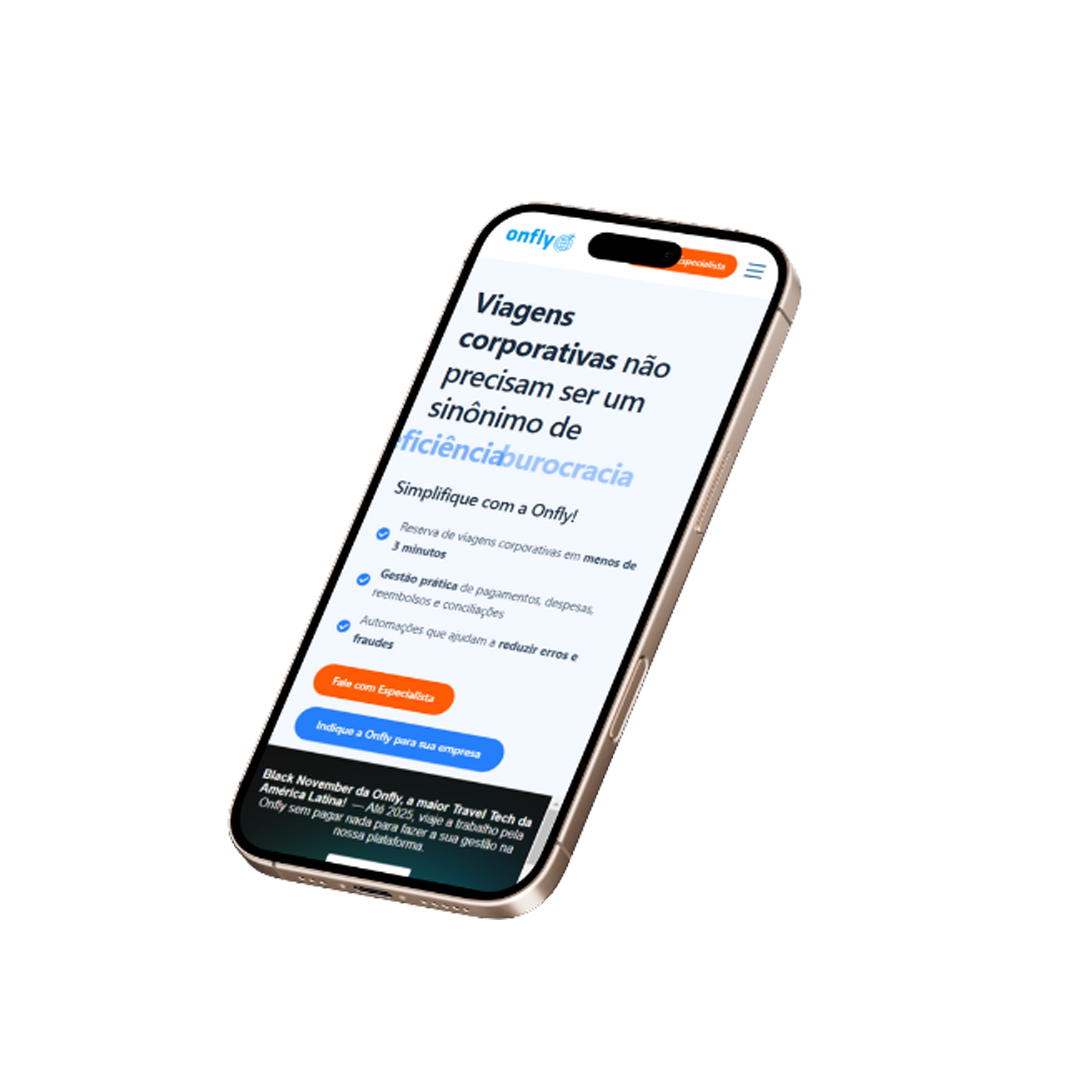 onfly
Especialista
Viagens
corporativas não
precisam ser um
sinônimo de
eficiência burocracia
Simplifique com a Onfly!
Reserva de viagens corporativas em menos de
3 minutos
Gestão prática de pagamentos, despesas,
reembolsos e conciliações
Automações que ajudam a reduzir erros e
fraudes
Fale com Especialista
Indique a Onfly para sua empresa
Black November da Onfly, a maior Travel Tech da
América Latina! — Até 2025, viaje a trabalho pela
Onfly sem pagar nada para fazer a sua gestão na
nossa plataforma.